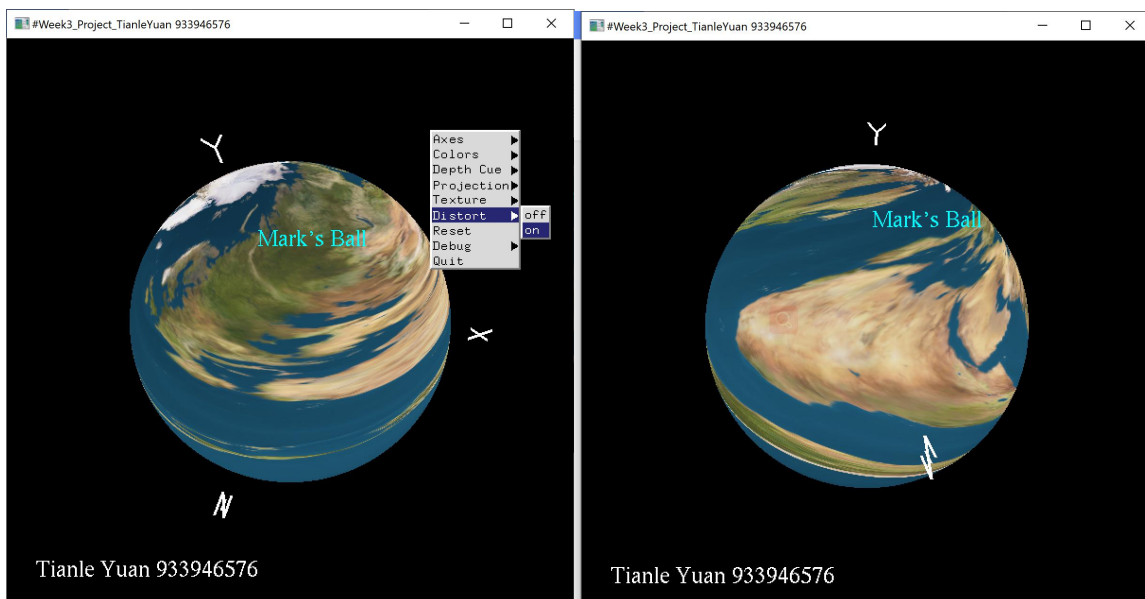 #Week3_Project_TianleYuan 933946576
Y
Axes
Colors
Depth Cue
Projection
Texture
Distort
off
Reset
on
Debug
Quit
Mark's Ball
X
Z
Tianle Yuan 933946576
#Week3_Project_TianleYuan 933946576
Y
Mark's Ball
Z
Tianle Yuan 933946576